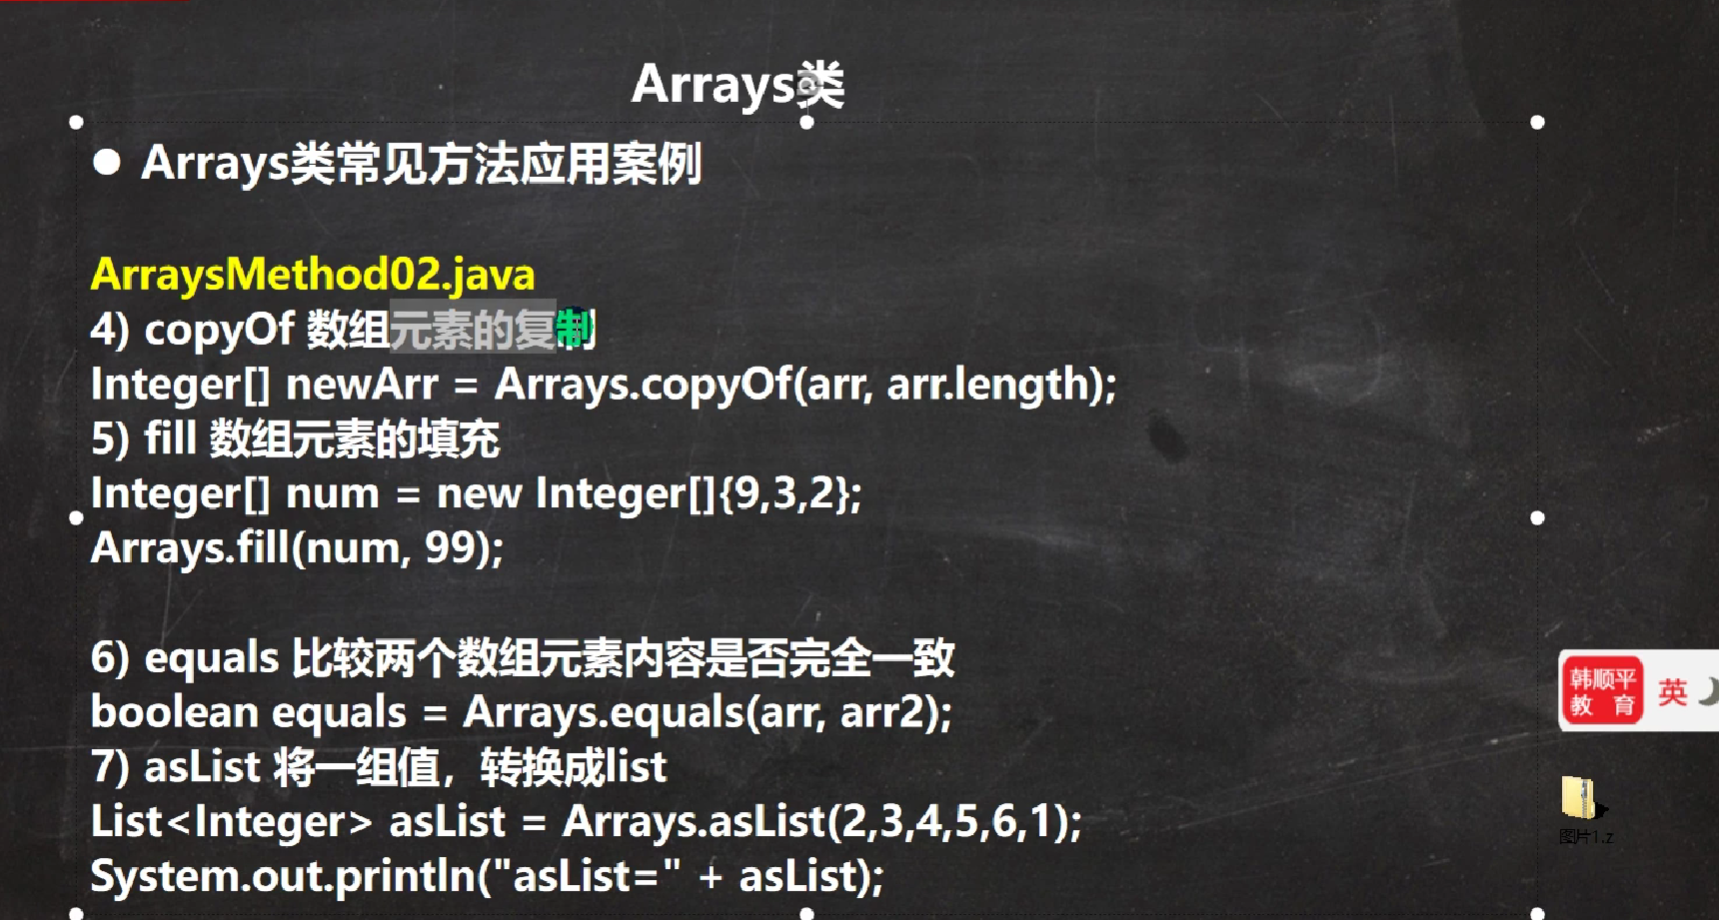 Arrays类
● Arrays类常见方法应用案例
ArraysMethod02.java
4) copyOf 数组元素的复制
Integer[] newArr = Arrays.copyOf(arr, arr.length);
5) fill 数组元素的填充
Integer[] num = new Integer[]{9,3,2};
Arrays.fill(num, 99);
6) equals 比较两个数组元素内容是否完全一致
boolean equals = Arrays.equals(arr, arr2);
7) asList 将一组值，转换成list
List<Integer> asList = Arrays.asList(2,3,4,5,6,1);
System.out.println("asList=" + asList);
韩顺平
教 育
英
图片1.z